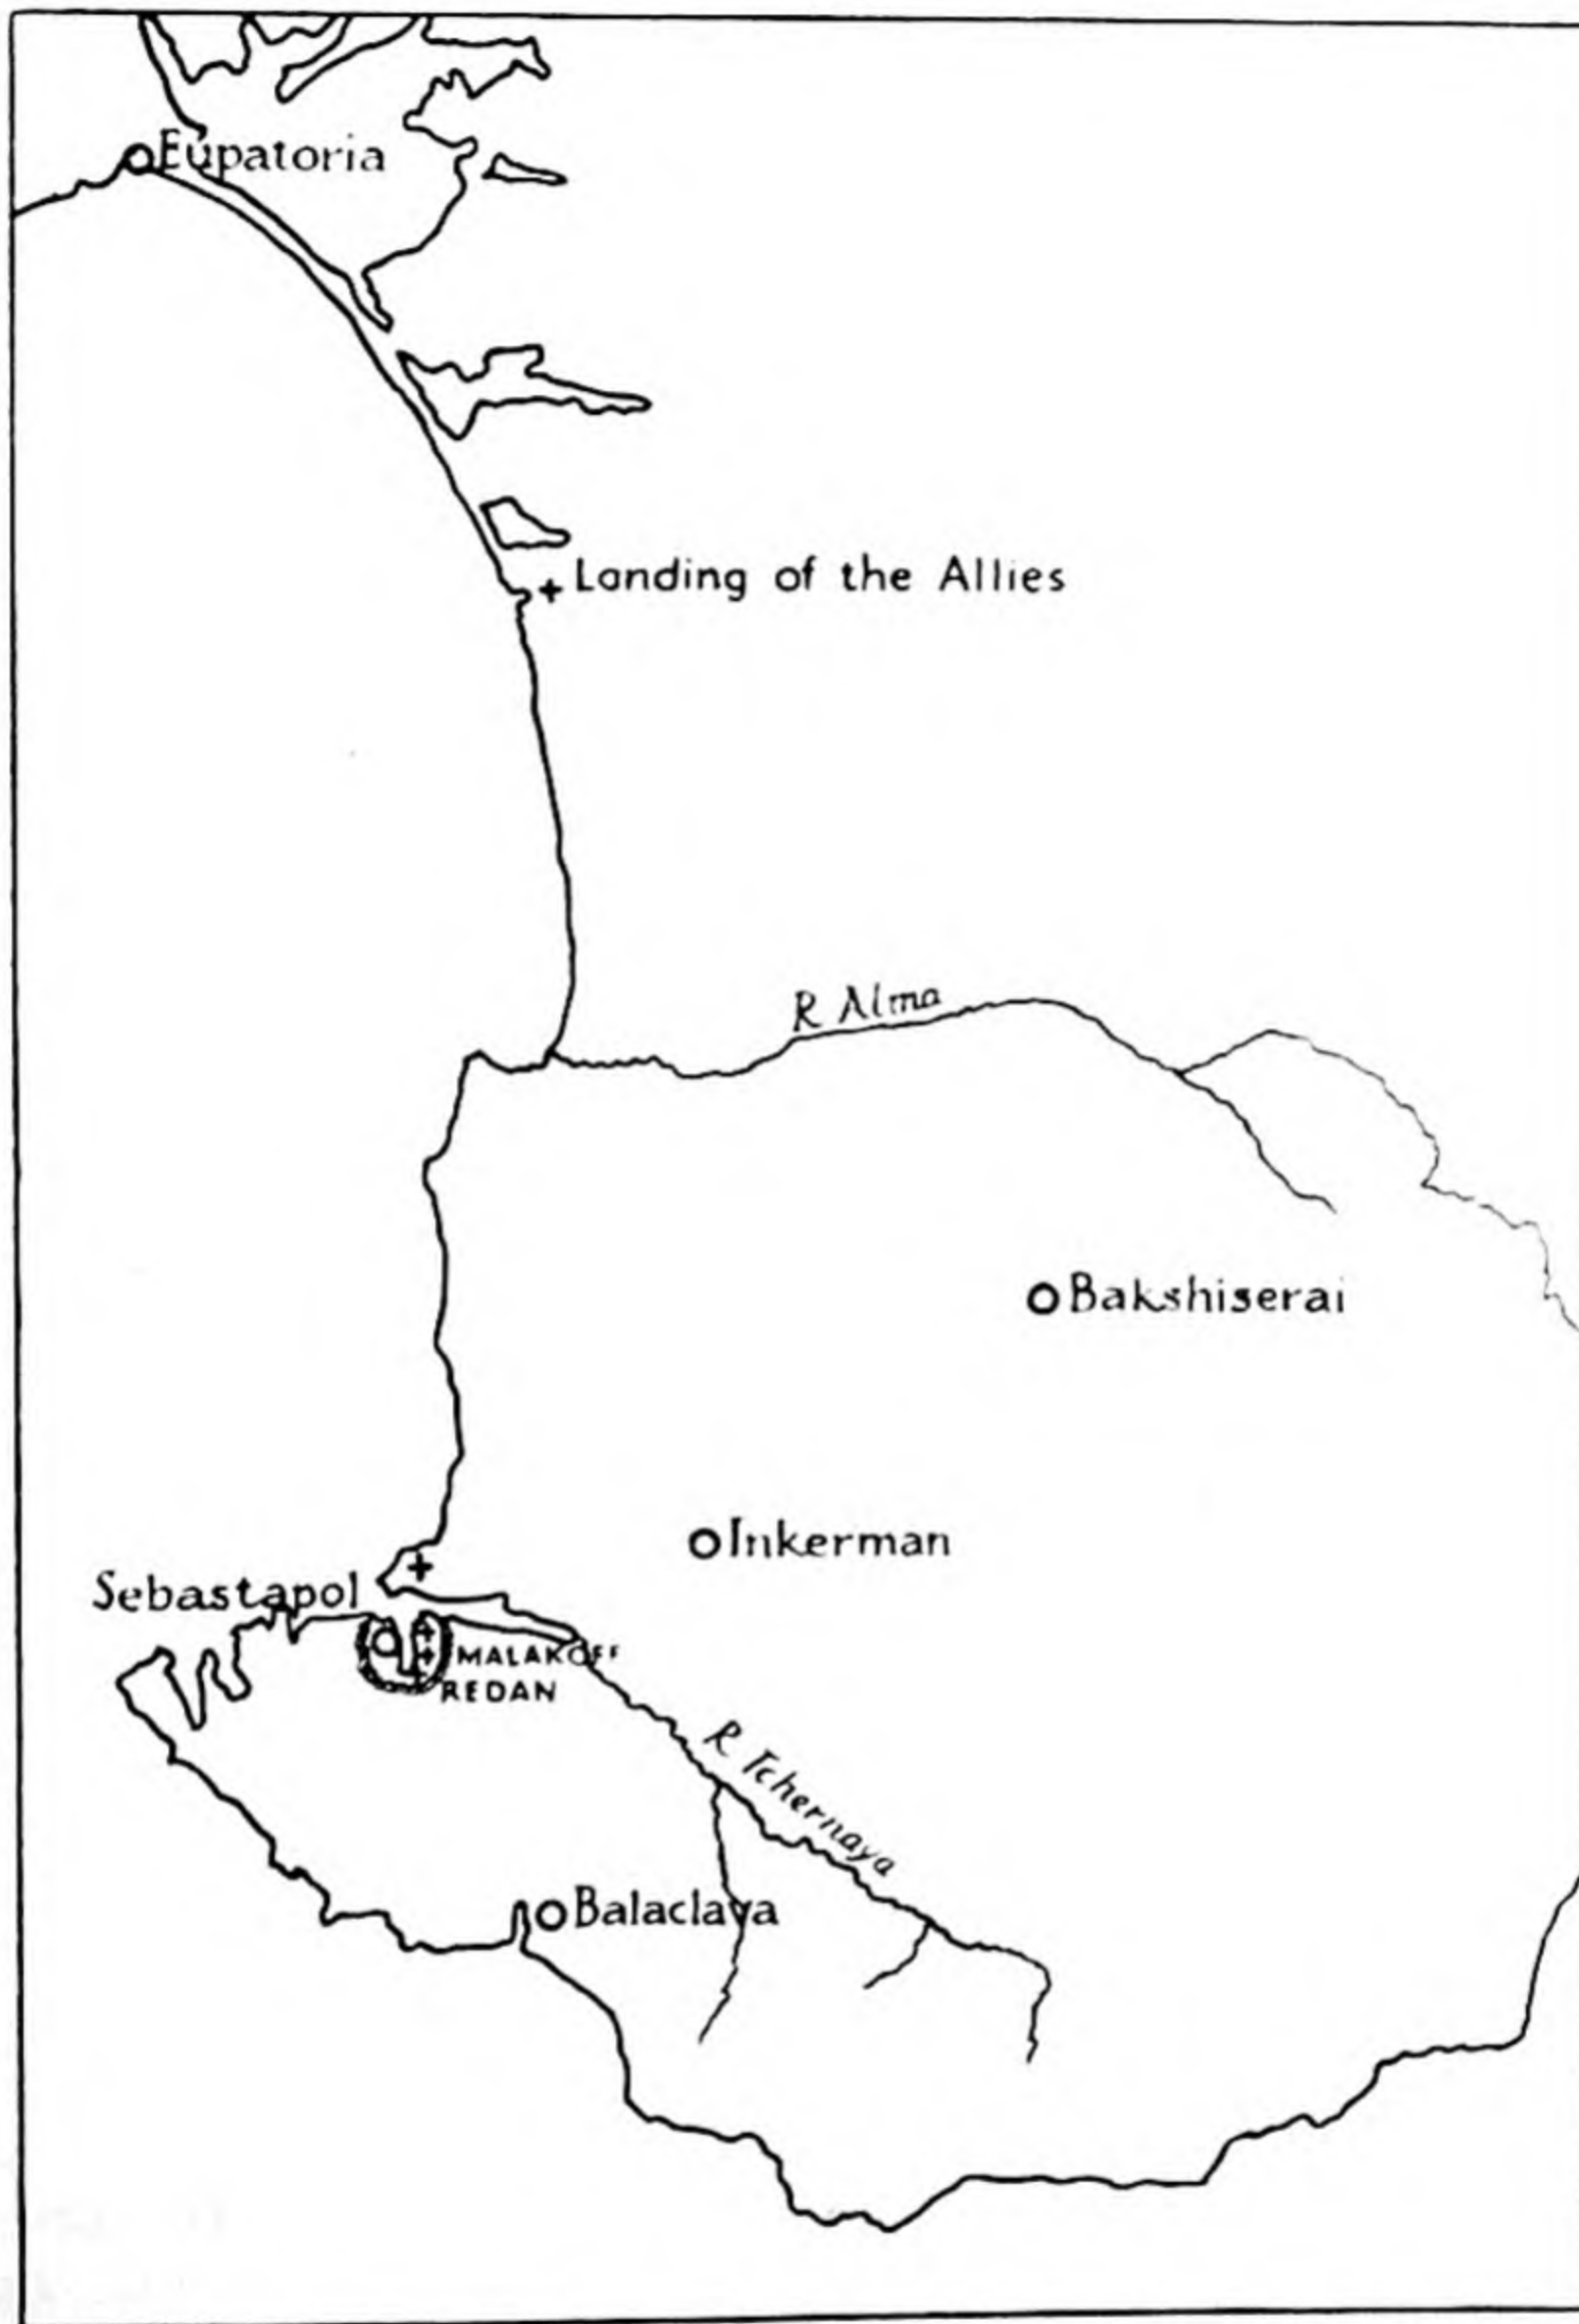 Eupatoria
Landing of the Allies
R Alma
Bakshiserai
Inkerman
Sebastapol
MALAKOFF
REDAN
R Tchernaya
Balaclava